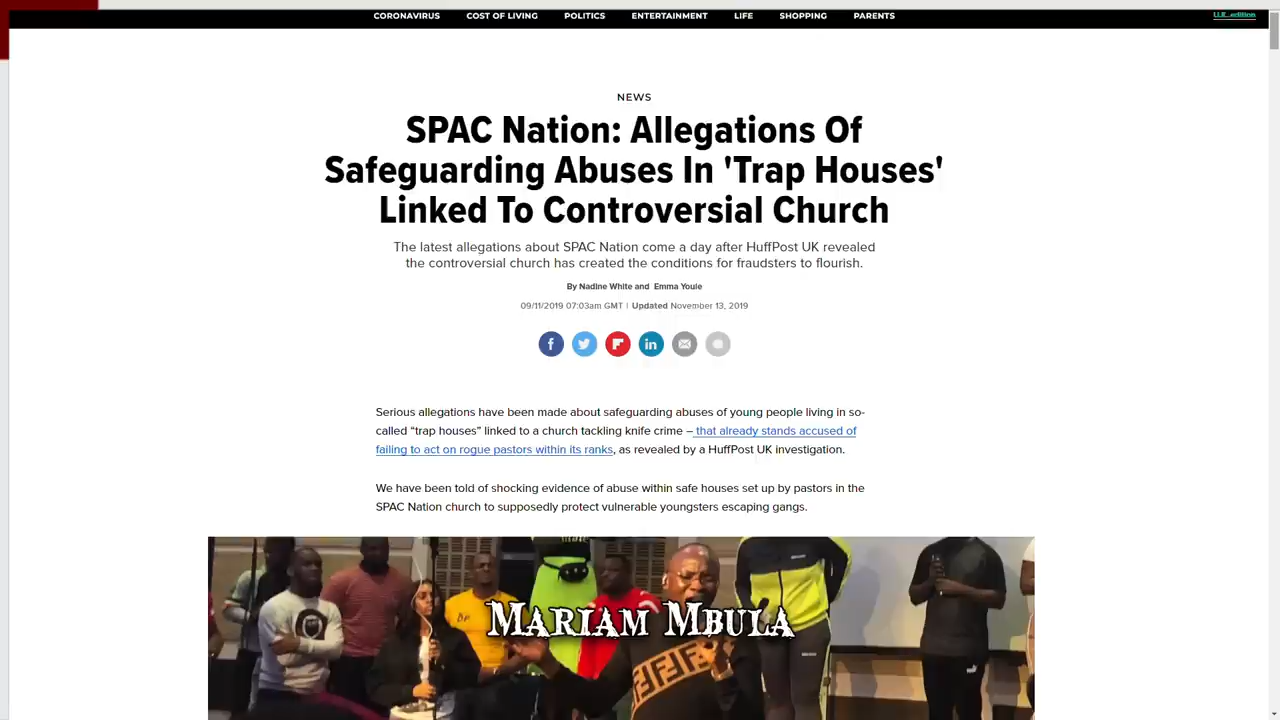 CORONAVIRUS COST OF LIVING POLITICS ENTERTAINMENT LIFE SHOPPING PARENTS U.K. edition
NEWS
SPAC Nation: Allegations Of
Safeguarding Abuses In 'Trap Houses'
Linked To Controversial Church
The latest allegations about SPAC Nation come a day after HuffPost UK revealed
the controversial church has created the conditions for fraudsters to flourish.
By Nadine White and Emma Youle
09/11/2019 07:03am GMT | Updated November 13, 2019
Serious allegations have been made about safeguarding abuses of young people living in so-
called “trap houses” linked to a church tackling knife crime – that already stands accused of
failing to act on rogue pastors within its ranks, as revealed by a HuffPost UK investigation.
We have been told of shocking evidence of abuse within safe houses set up by pastors in the
SPAC Nation church to supposedly protect vulnerable youngsters escaping gangs.
MARIAM MBULA